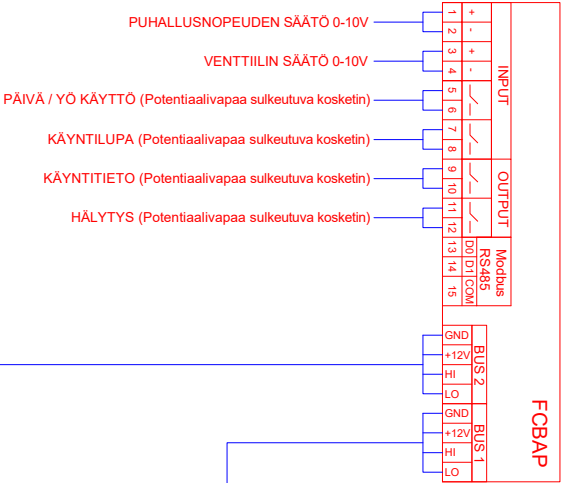 PUHALLUSNOPEUDEN SÄÄTÖ 0-10V
VENTTIILIN SÄÄTÖ 0-10V
PÄIVÄ / YÖ KÄYTTÖ (Potentiaalivapaa sulkeutuva kosketin)
KÄYNTILUPA (Potentiaalivapaa sulkeutuva kosketin)
KÄYNTITIETO (Potentiaalivapaa sulkeutuva kosketin)
HÄLYTYS (Potentiaalivapaa sulkeutuva kosketin)
1 +
2 -
3 +
4 -
5
6
7
8
INPUT
9
10
11
12
OUTPUT
13 D0
14 D1
15 COM
Modbus
RS485
GND
+12V
HI
LO
BUS 2
GND
+12V
HI
LO
BUS 1
FCBAP